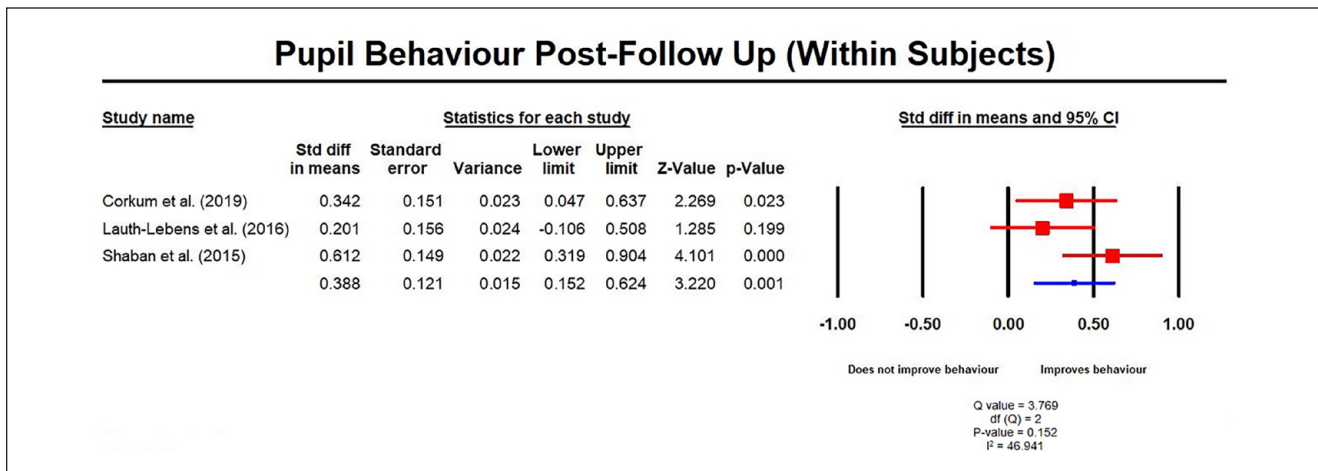 Pupil Behaviour Post-Follow Up (Within Subjects)
Study name Statistics for each study Std diff in means and 95% CI
Std diff in means Standard error Variance Lower limit Upper limit Z-Value p-Value
Corkum et al. (2019) 0.342 0.151 0.023 0.047 0.637 2.269 0.023
Lauth-Lebens et al. (2016) 0.201 0.156 0.024 -0.106 0.508 1.285 0.199
Shaban et al. (2015) 0.612 0.149 0.022 0.319 0.904 4.101 0.000
0.388 0.121 0.015 0.152 0.624 3.220 0.001
-1.00 -0.50 0.00 0.50 1.00
Does not improve behaviour Improves behaviour
Q value = 3.769
df (Q) = 2
P-value = 0.152
I² = 46.941